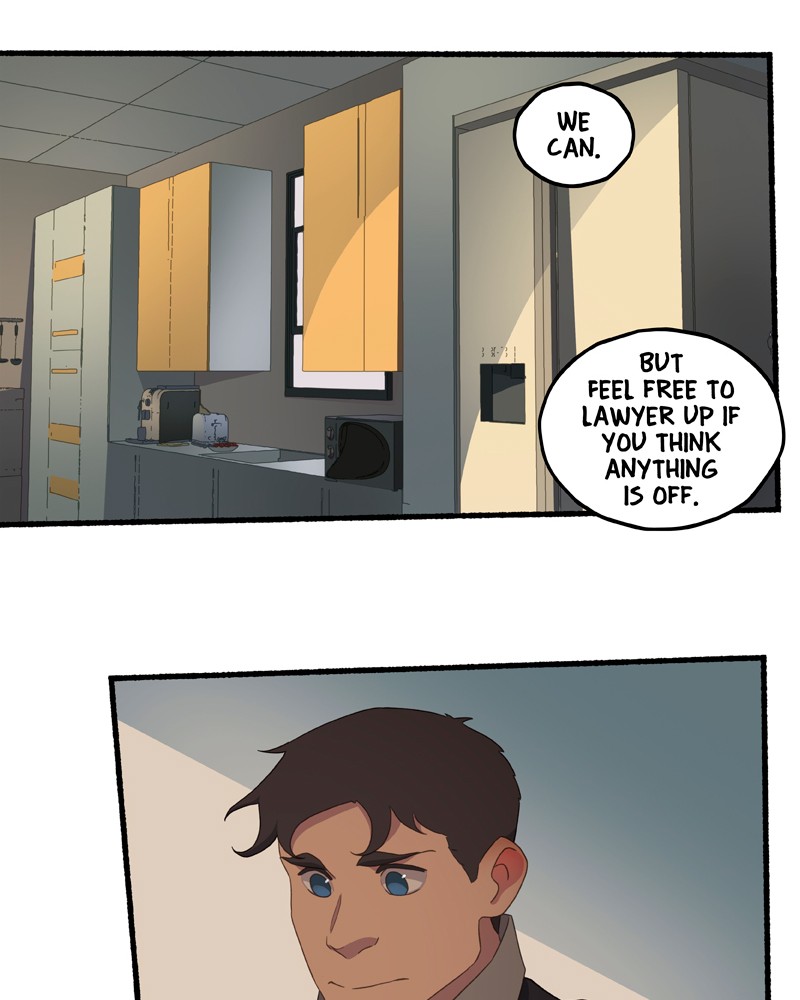 WE
CAN.
BUT
FEEL FREE TO
LAWYER UP IF
YOU THINK
ANYTHING
IS OFF.